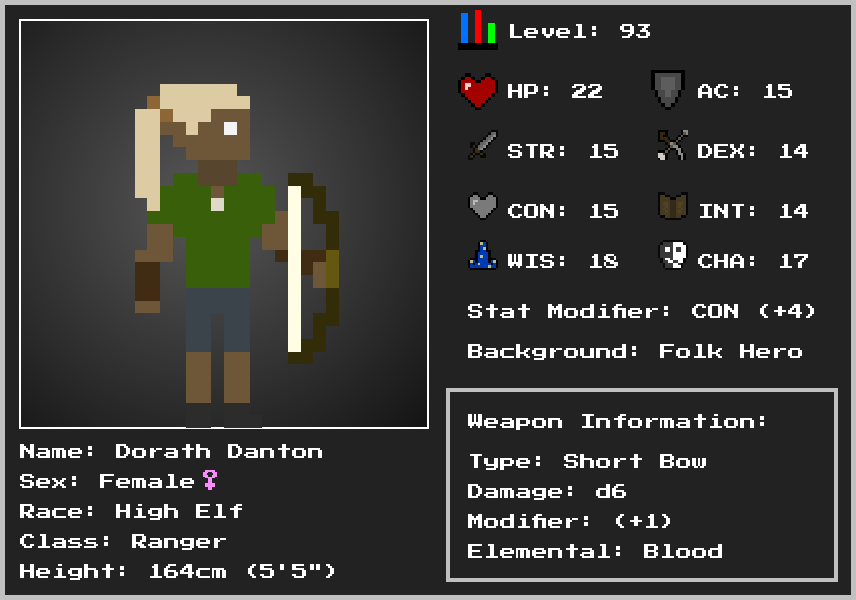 Level: 93
HP: 22 AC: 15
STR: 15 DEX: 14
CON: 15 INT: 14
WIS: 18 CHA: 17
Stat Modifier: CON (+4)
Background: Folk Hero
Weapon Information:
Type: Short Bow
Damage: d6
Modifier: (+1)
Elemental: Blood
Name: Dorath Danton
Sex: Female♀
Race: High Elf
Class: Ranger
Height: 164cm (5'5")